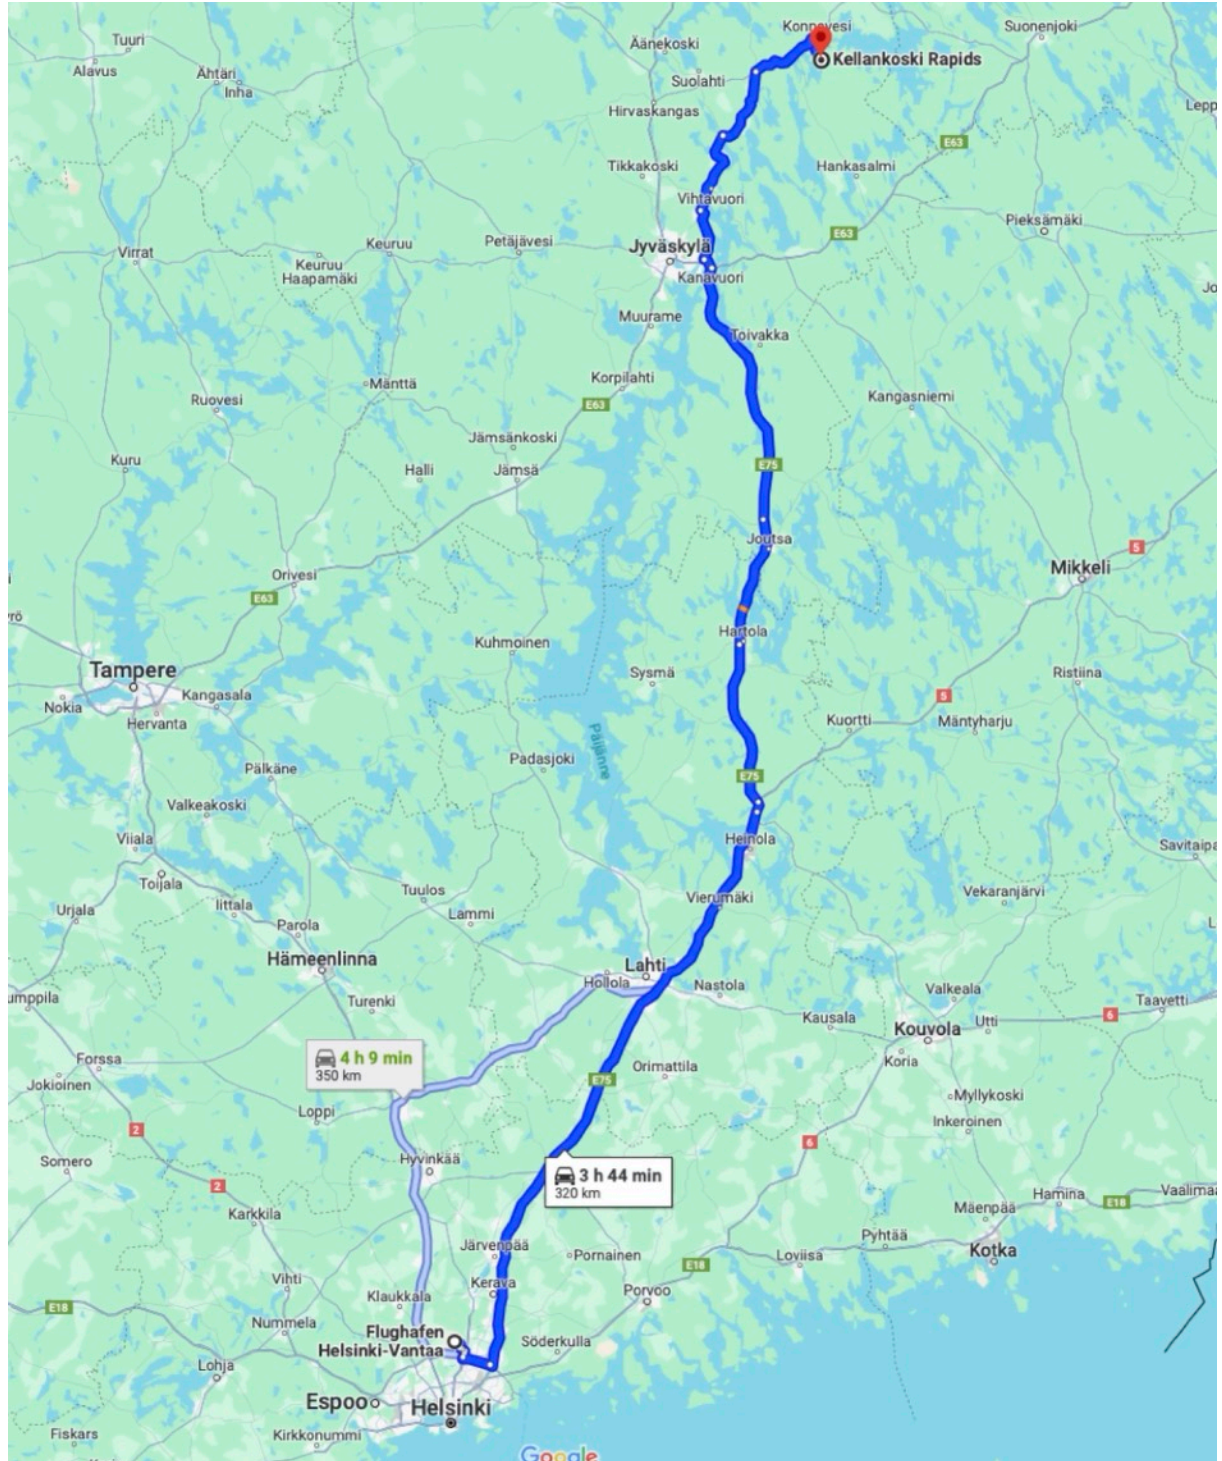 Konnevesi
Suonenjoki
Tuuri
Äänekoski
Kellankoski Rapids
Alavus
Ähtäri
Inha
Suolahti
Hirvaskangas
E63
Tikkakoski
Hankasalmi
Vihtavuori
Pieksämäki
E63
Virrat
Keuruu
Petäjävesi
Jyväskylä
Keuruu
Haapamäki
Kanavuori
Muurame
Toivakka
Mänttä
Korpilahti
Ruovesi
E63
Kangasniemi
Jämsänkoski
Kuru
Halli
Jämsä
E75
Joutsa
5
Mikkeli
Orivesi
E63
Hartola
Kuhmoinen
Tampere
Sysmä
Ristiina
Nokia
Kangasala
5
Hervanta
Kuortti
Mäntyharju
Päijänne
Padasjoki
Pälkäne
E75
Valkeakoski
Viiala
Heinola
Savitaipa
Toijala
Tuulos
Vierumäki
Vekaranjärvi
Urjala
Iittala
Lammi
Parola
Hämeenlinna
Lahti
Hollola
Nastola
Valkeala
Taavetti
umppila
Turenki
Kausala
Kouvola
Utti
6
4 h 9 min
350 km
Forssa
Koria
Jokioinen
Orimattila
E75
Loppi
Myllykoski
2
Inkeroinen
6
Somero
Hyvinkää
3 h 44 min
320 km
2
Karkkila
Hamina
E18
Vaalimaa
Mäenpää
Pyhtää
Järvenpää
Pornainen
Loviisa
Kotka
E18
Vihti
Kerava
Porvoo
Klaukkala
E18
Nummela
Flughafen
Helsinki-Vantaa
Söderkulla
Lohja
Espoo
Helsinki
Fiskars
Kirkkonummi
Google